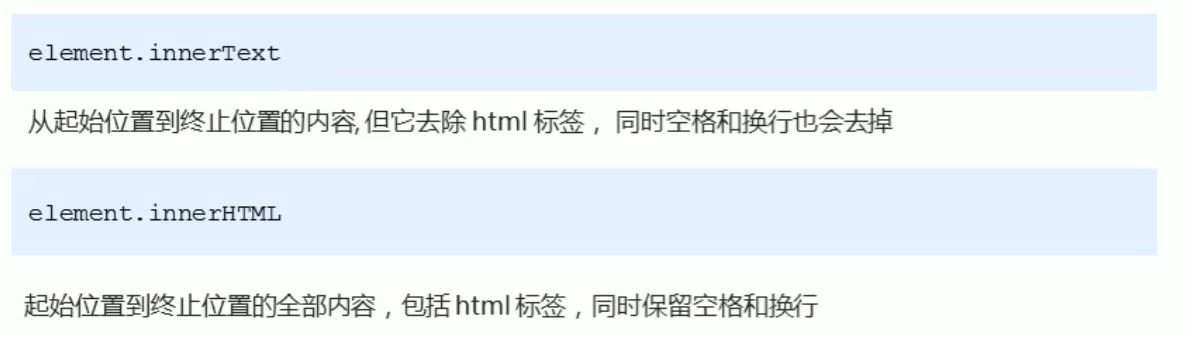 element.innerText
从起始位置到终止位置的内容, 但它去除 html 标签， 同时空格和换行也会去掉
element.innerHTML
起始位置到终止位置的全部内容，包括 html 标签，同时保留空格和换行